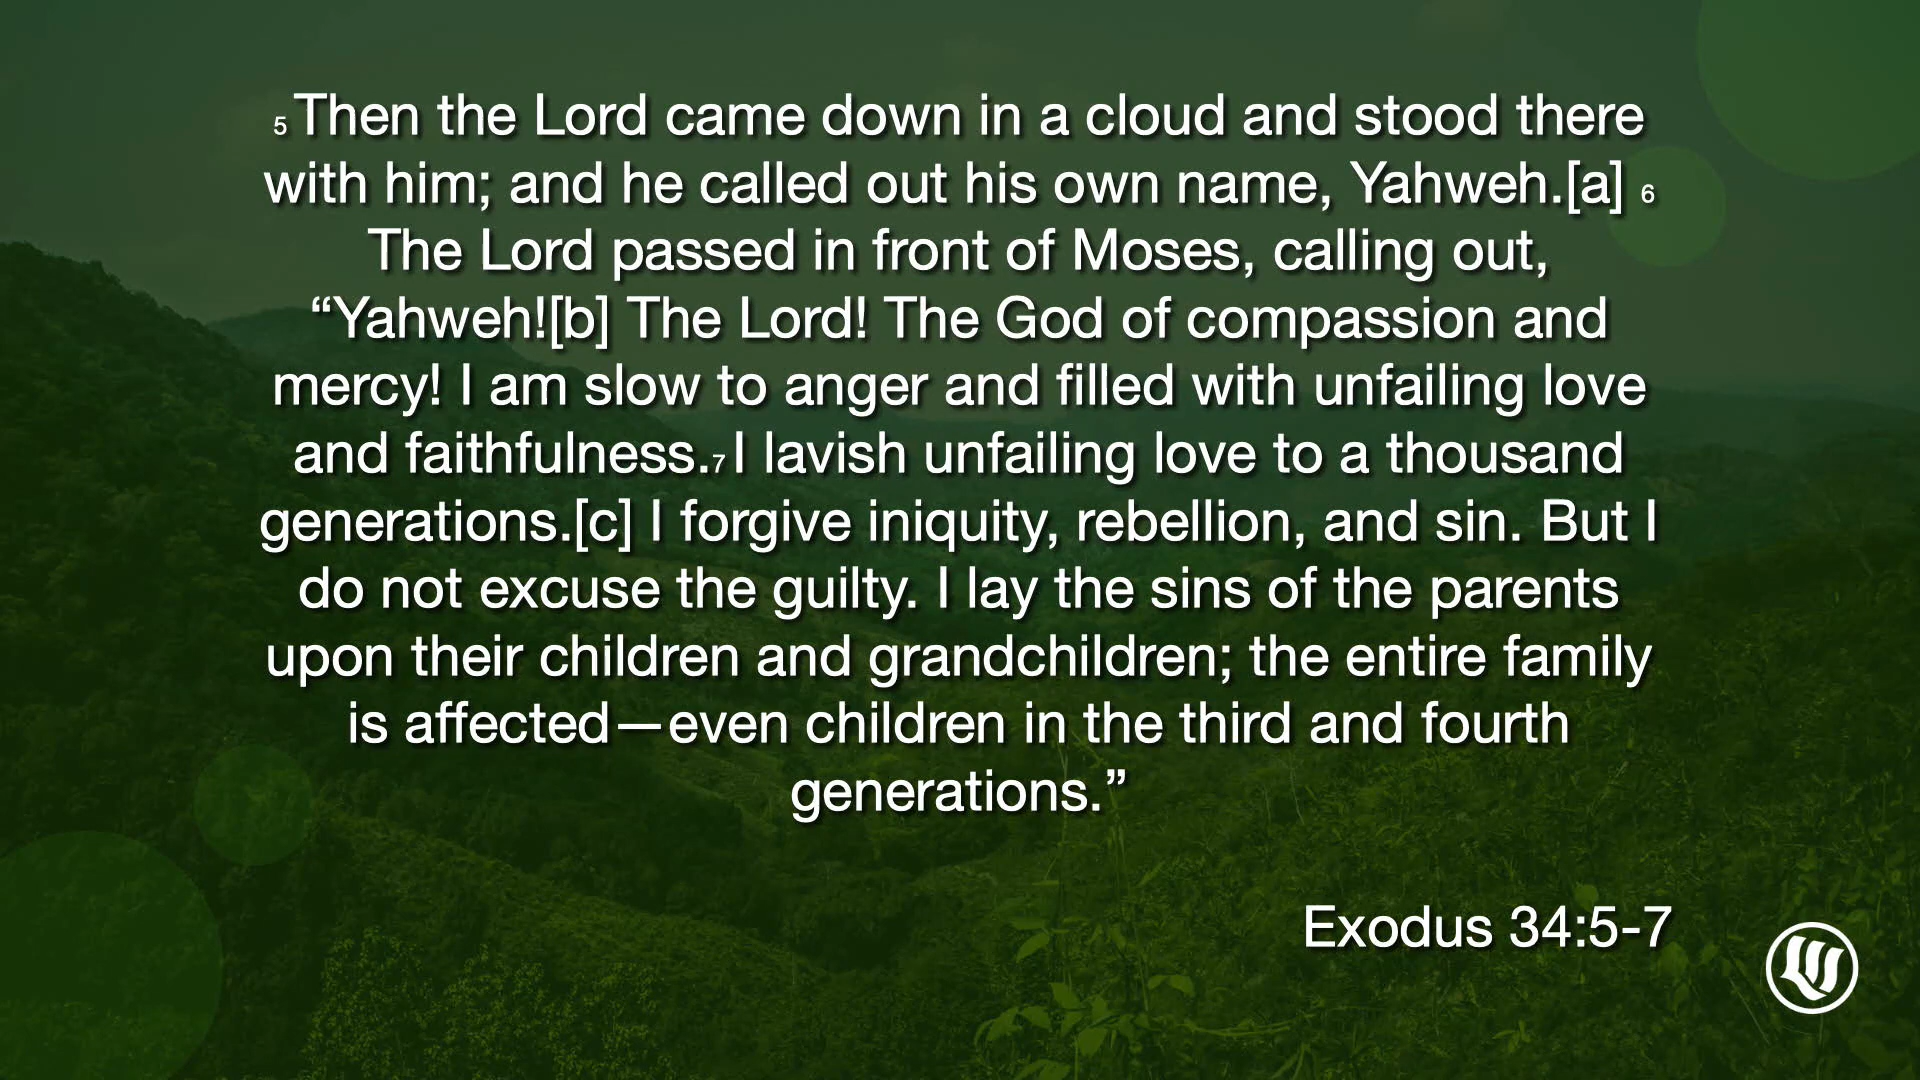 5 Then the Lord came down in a cloud and stood there
with him; and he called out his own name, Yahweh.[a] 6
The Lord passed in front of Moses, calling out,
“Yahweh![b] The Lord! The God of compassion and
mercy! I am slow to anger and filled with unfailing love
and faithfulness.7 I lavish unfailing love to a thousand
generations.[c] I forgive iniquity, rebellion, and sin. But I
do not excuse the guilty. I lay the sins of the parents
upon their children and grandchildren; the entire family
is affected—even children in the third and fourth
generations.”
Exodus 34:5-7